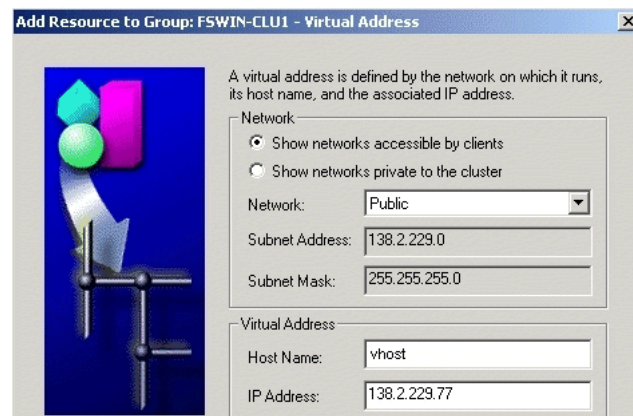 Add Resource to Group: FSWIN-CLU1 - Virtual Address
A virtual address is defined by the network on which it runs,
its host name, and the associated IP address.
Network
Show networks accessible by clients
Show networks private to the cluster
Network: Public
Subnet Address: 138.2.229.0
Subnet Mask: 255.255.255.0
Virtual Address
Host Name: vhost
IP Address: 138.2.229.77